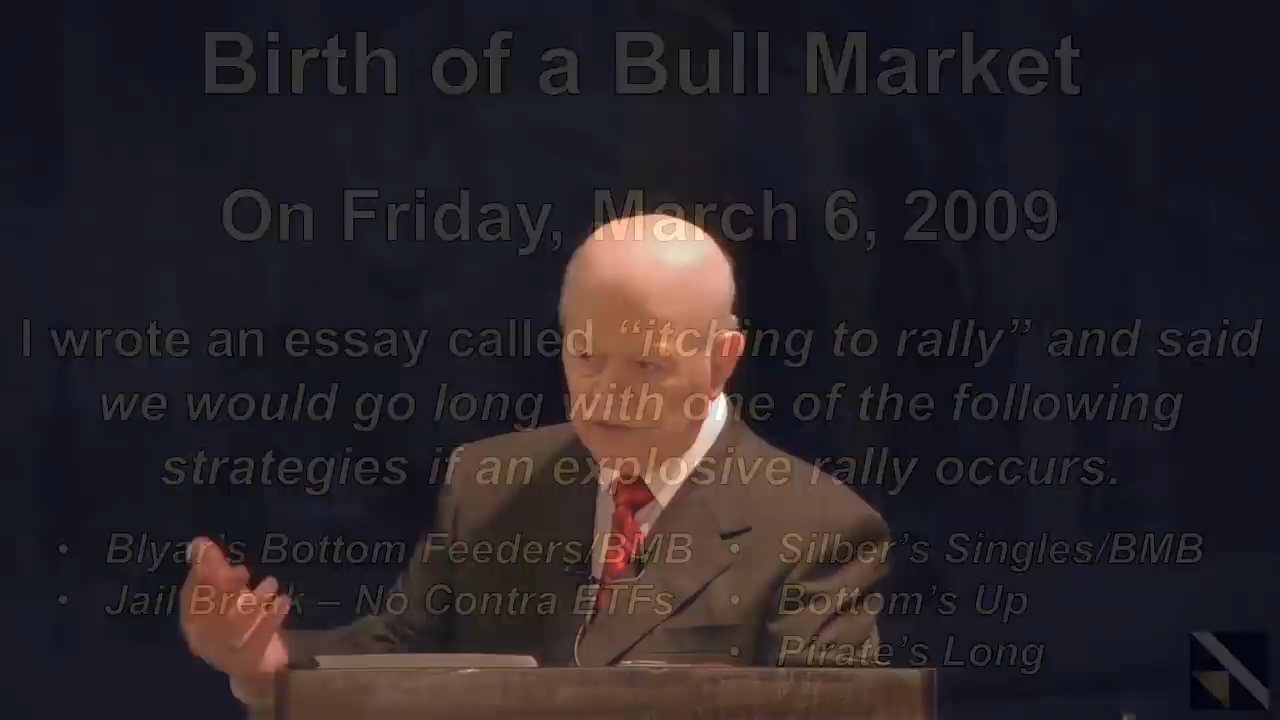 Birth of a Bull Market
On Friday, March 6, 2009
I wrote an essay called “itching to rally” and said
we would go long with one of the following
strategies if an explosive rally occurs.
• Blyar's Bottom Feeders/BMB
• Jail Break – No Contra ETFs
• Silber's Singles/BMB
• Bottom's Up
• Pirate's Long